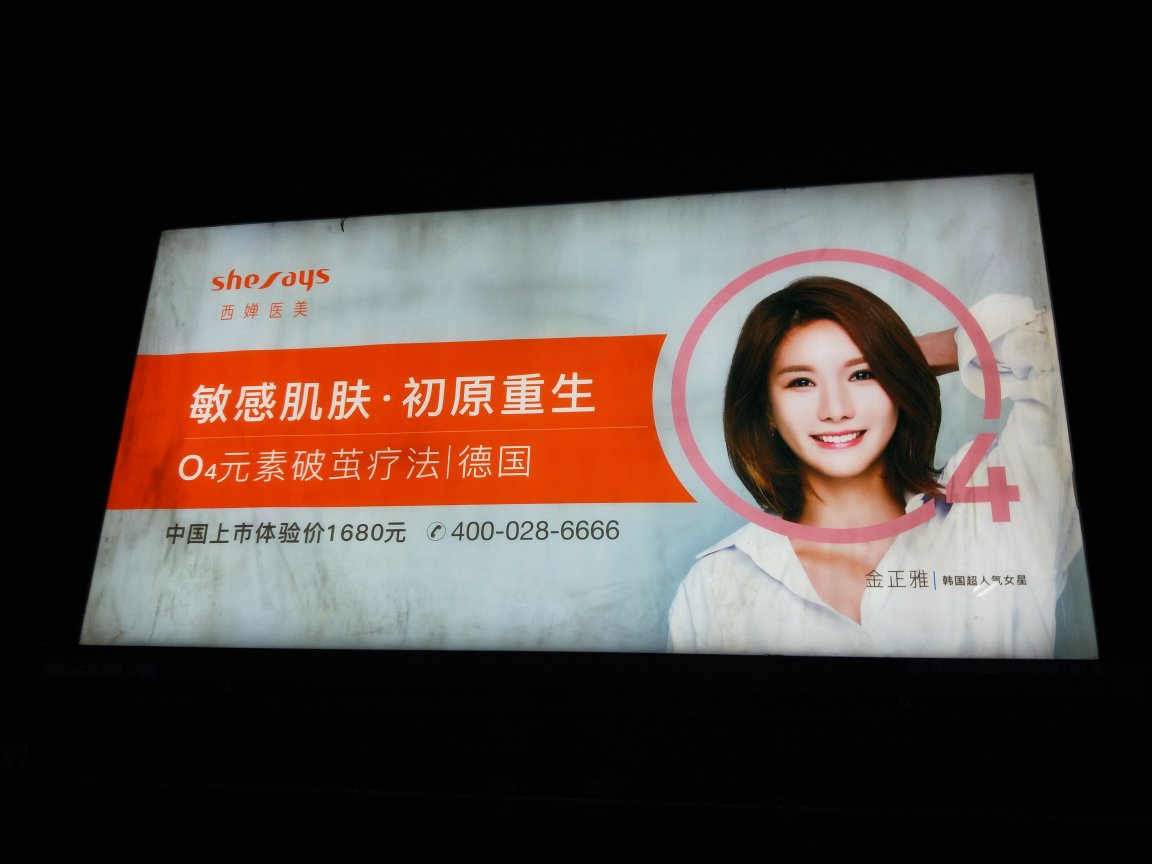 shesays
西婵医美
敏感肌肤·初原重生
O4元素破茧疗法|德国
中国上市体验价1680元 ✆400-028-6666
4
金正雅|韩国超人气女星